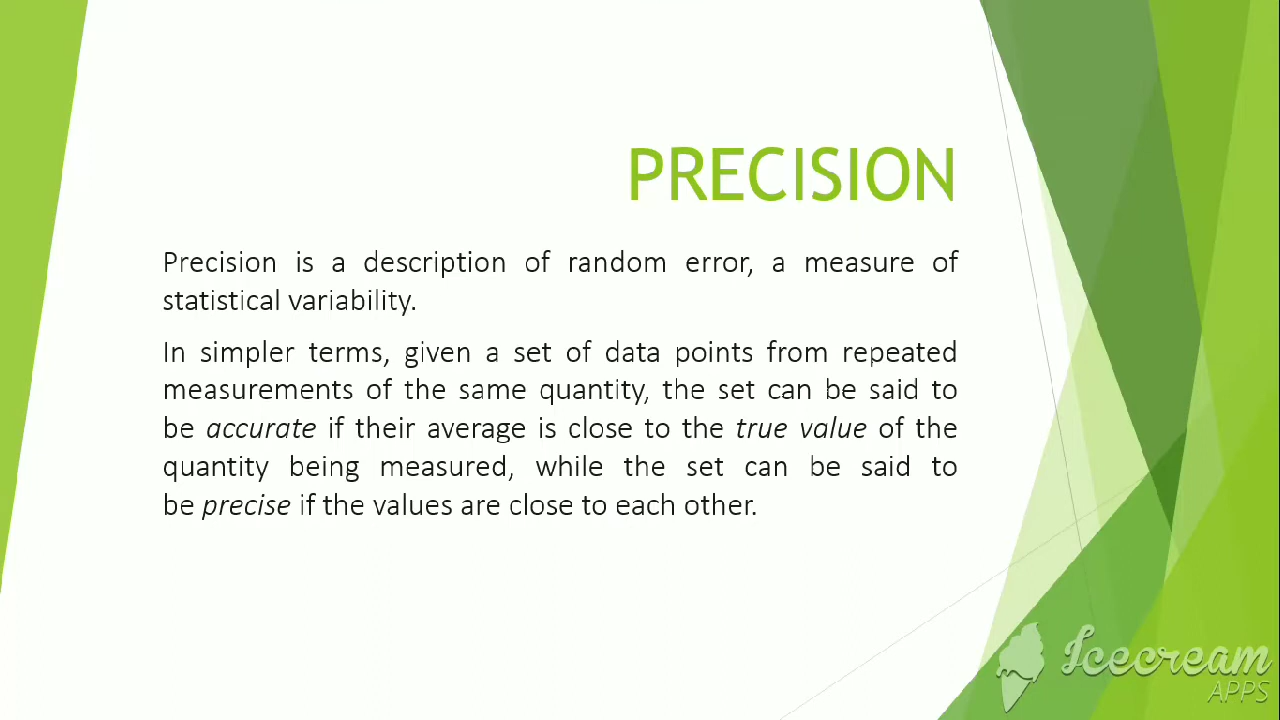 PRECISION
Precision is a description of random error, a measure of
statistical variability.
In simpler terms, given a set of data points from repeated
measurements of the same quantity, the set can be said to
be accurate if their average is close to the true value of the
quantity being measured, while the set can be said to
be precise if the values are close to each other.
Icecream
APPS